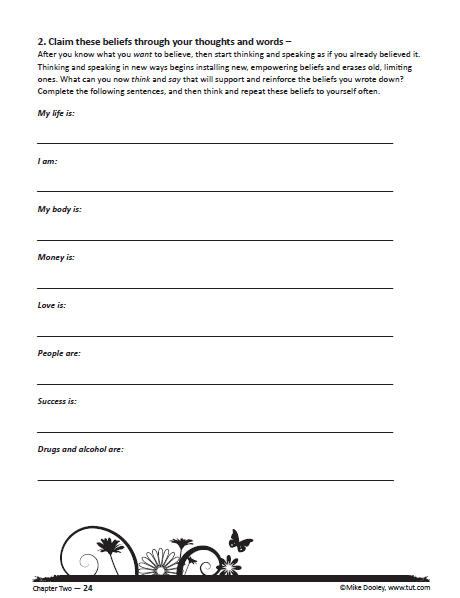 2. Claim these beliefs through your thoughts and words –
After you know what you want to believe, then start thinking and speaking as if you already believed it.
Thinking and speaking in new ways begins installing new, empowering beliefs and erases old, limiting
ones. What can you now think and say that will support and reinforce the beliefs you wrote down?
Complete the following sentences, and then think and repeat these beliefs to yourself often.
My life is:
I am:
My body is:
Money is:
Love is:
People are:
Success is:
Drugs and alcohol are:
Chapter Two — 24
©Mike Dooley, www.tut.com